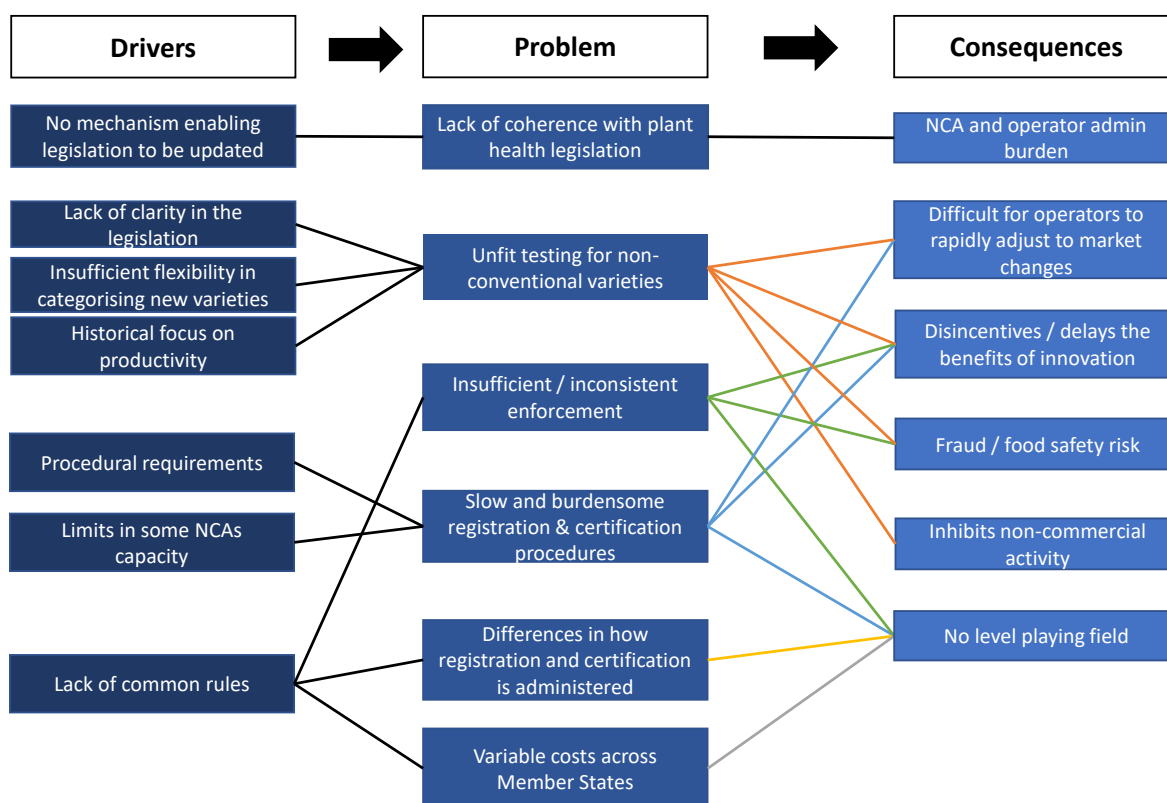 Drivers
Problem
Consequences
No mechanism enabling
legislation to be updated
Lack of coherence with plant
health legislation
NCA and operator admin
burden
Lack of clarity in the
legislation
Insufficient flexibility in
categorising new varieties
Historical focus on
productivity
Unfit testing for non-
conventional varieties
Difficult for operators to
rapidly adjust to market
changes
Disincentives / delays the
benefits of innovation
Insufficient / inconsistent
enforcement
Fraud / food safety risk
Procedural requirements
Limits in some NCAs
capacity
Slow and burdensome
registration & certification
procedures
Inhibits non-commercial
activity
Lack of common rules
Differences in how
registration and certification
is administered
No level playing field
Variable costs across
Member States